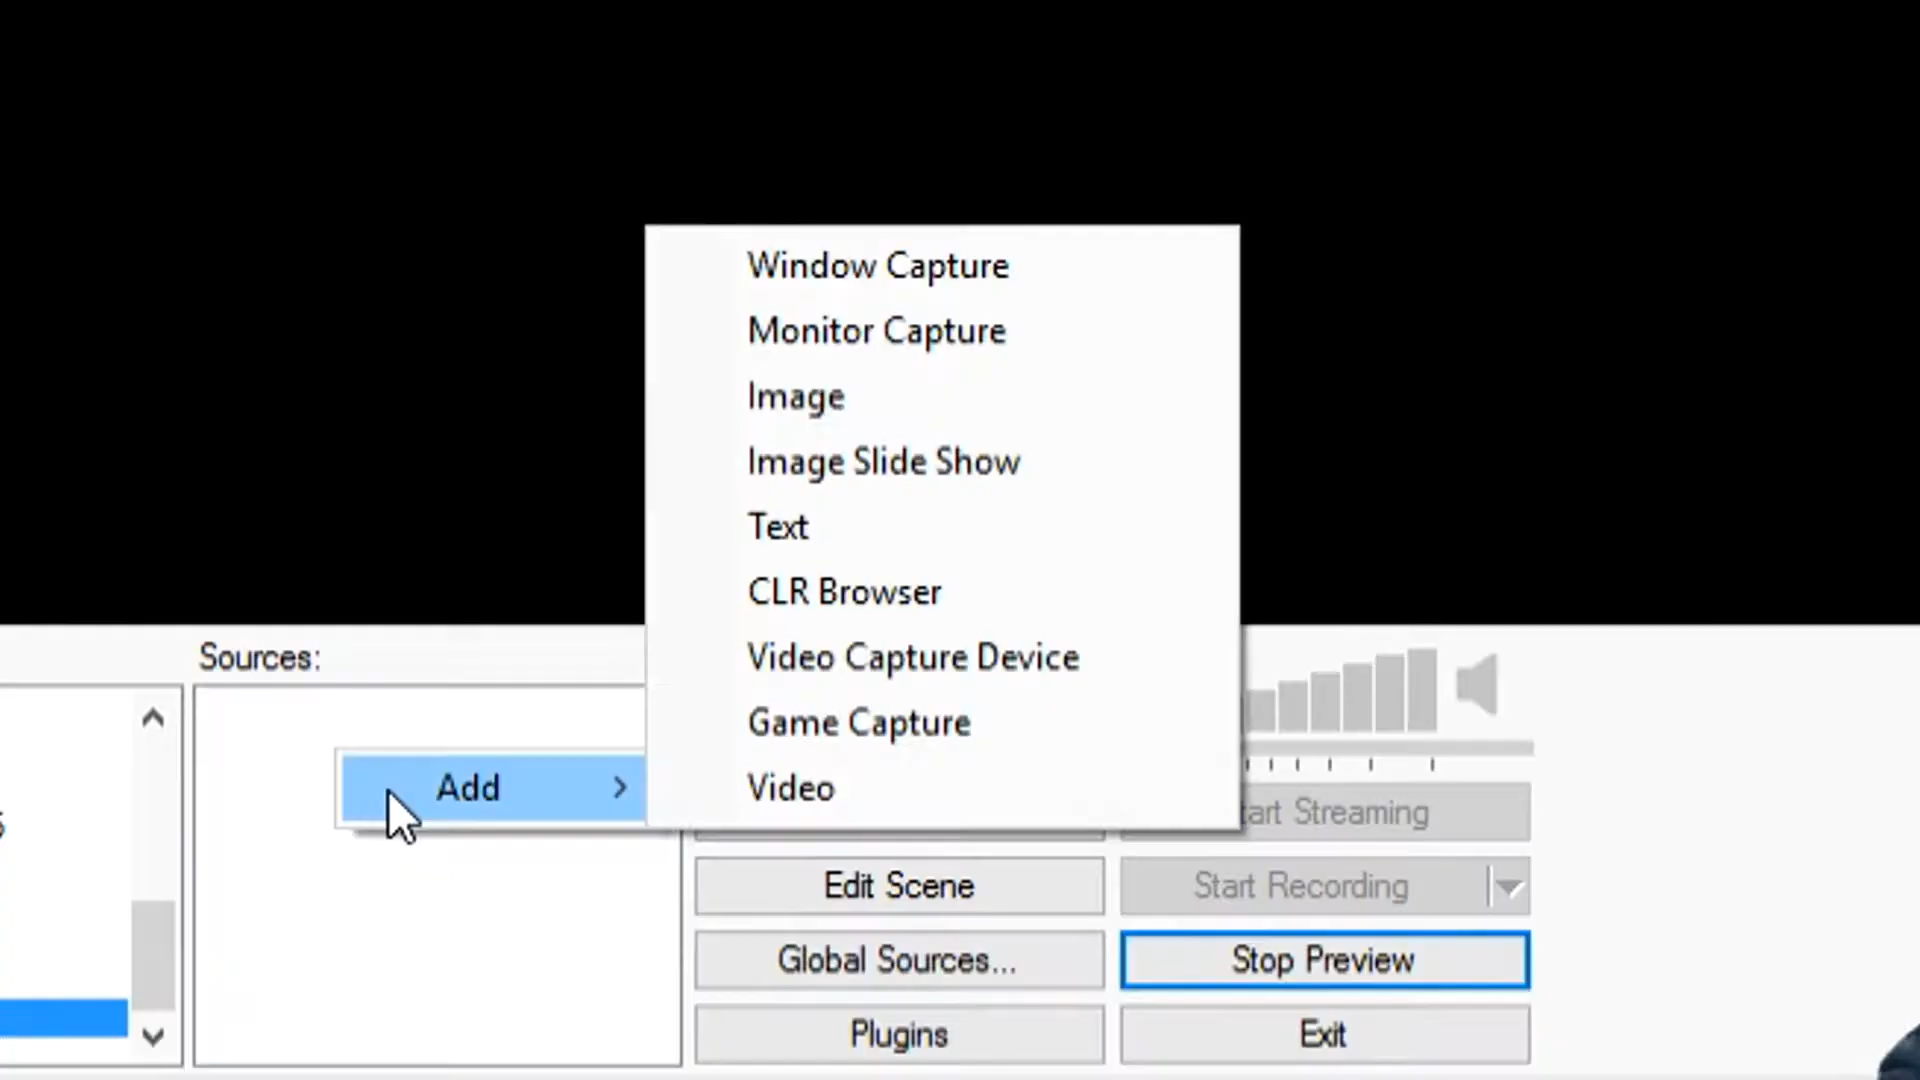 Window Capture
Monitor Capture
Image
Image Slide Show
Text
CLR Browser
Video Capture Device
Game Capture
Video
Sources:
Add
Streaming
Edit Scene
Start Recording
Global Sources...
Stop Preview
Plugins
Exit